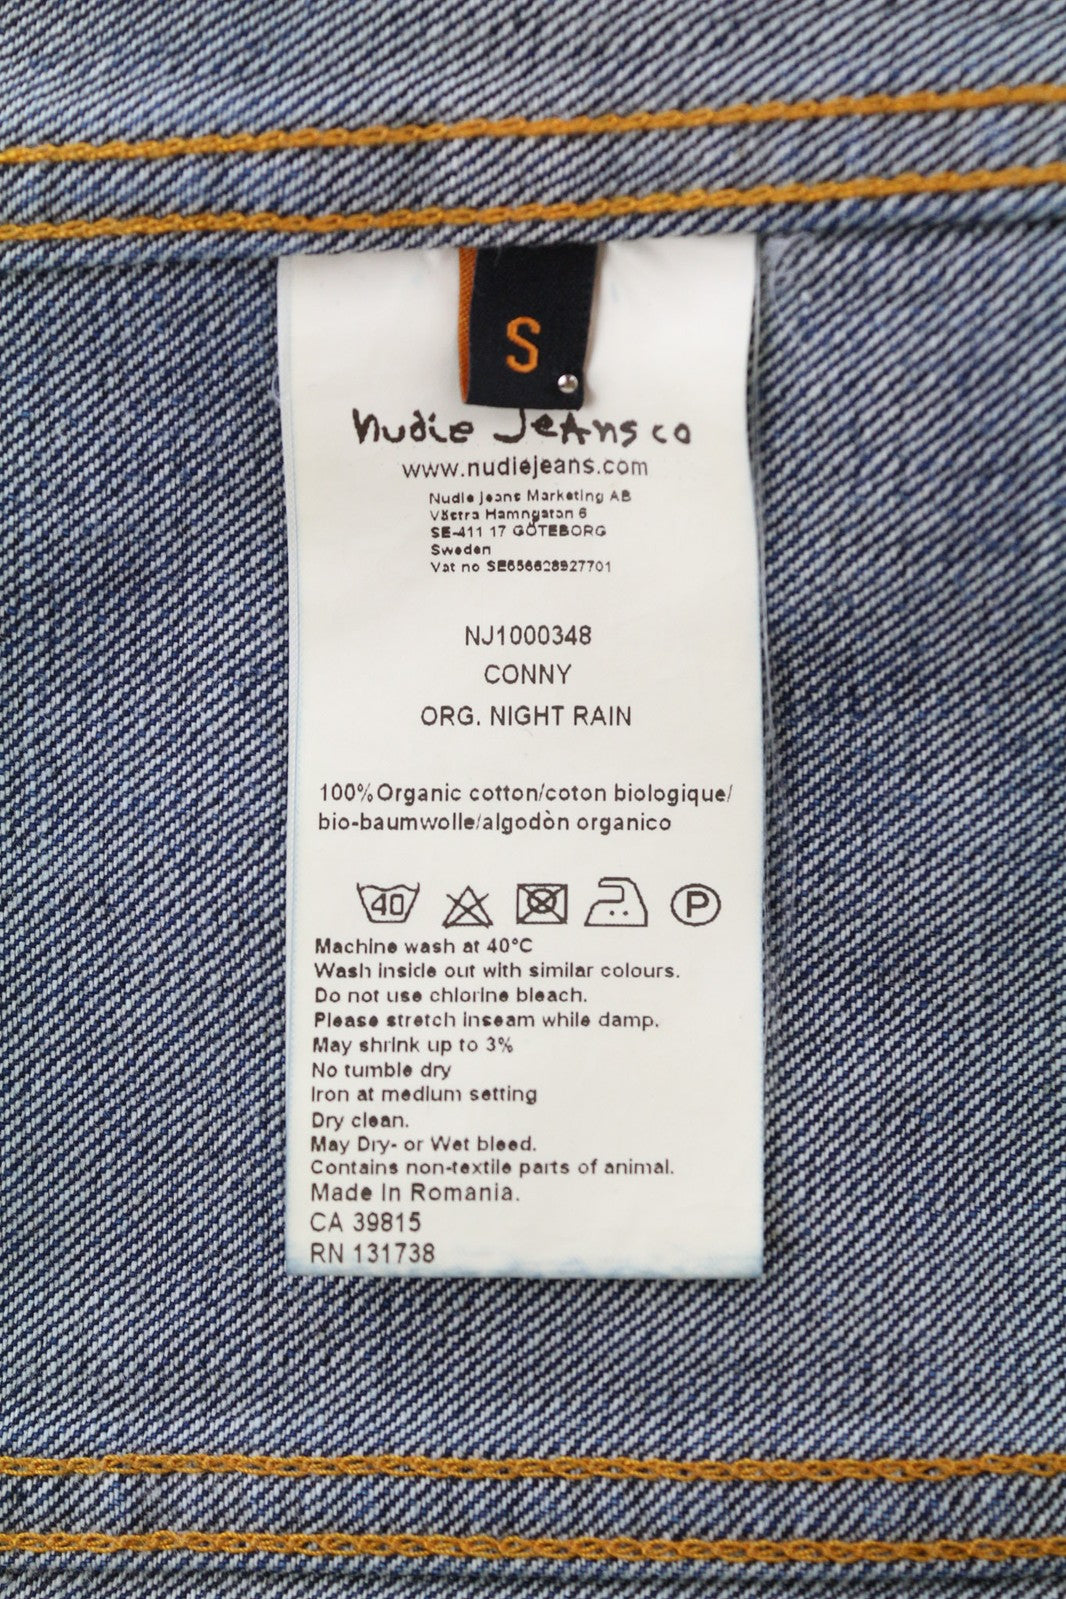 S
nudie Jeans co
www.nudiejeans.com
Nudie Jeans Marketing AB
Västra Hamngatan 6
SE-411 17 GÖTEBORG
Sweden
Vat no SE556628927701
NJ1000348
CONNY
ORG. NIGHT RAIN
100%Organic cotton/coton biologique/
bio-baumwolle/algodòn organico
40 P
Machine wash at 40°C
Wash inside out with similar colours.
Do not use chlorine bleach.
Please stretch inseam while damp.
May shrink up to 3%
No tumble dry
Iron at medium setting
Dry clean.
May Dry- or Wet bleed.
Contains non-textile parts of animal.
Made In Romania.
CA 39815
RN 131738